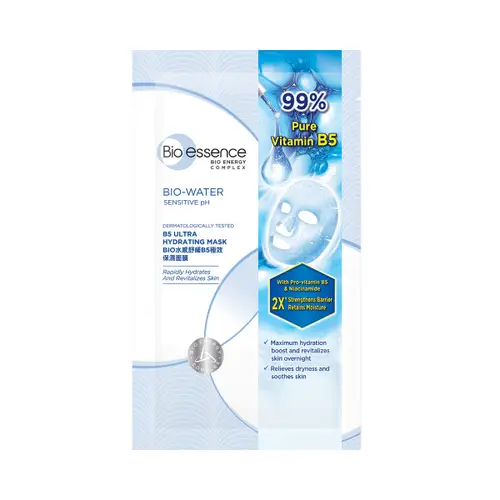 Bio essence
BIO ENERGY
COMPLEX
BIO-WATER
SENSITIVE pH
DERMATOLOGICALLY TESTED
B5 ULTRA
HYDRATING MASK
BIO水感舒緩B5極效
保濕面膜
Rapidly Hydrates
And Revitalizes Skin
99%
Pure
Vitamin B5
With Pro-vitamin B5
& Niacinamide
2X* Strengthens Barrier
Retains Moisture
✓ Maximum hydration
boost and revitalizes
skin overnight
✓ Relieves dryness and
soothes skin